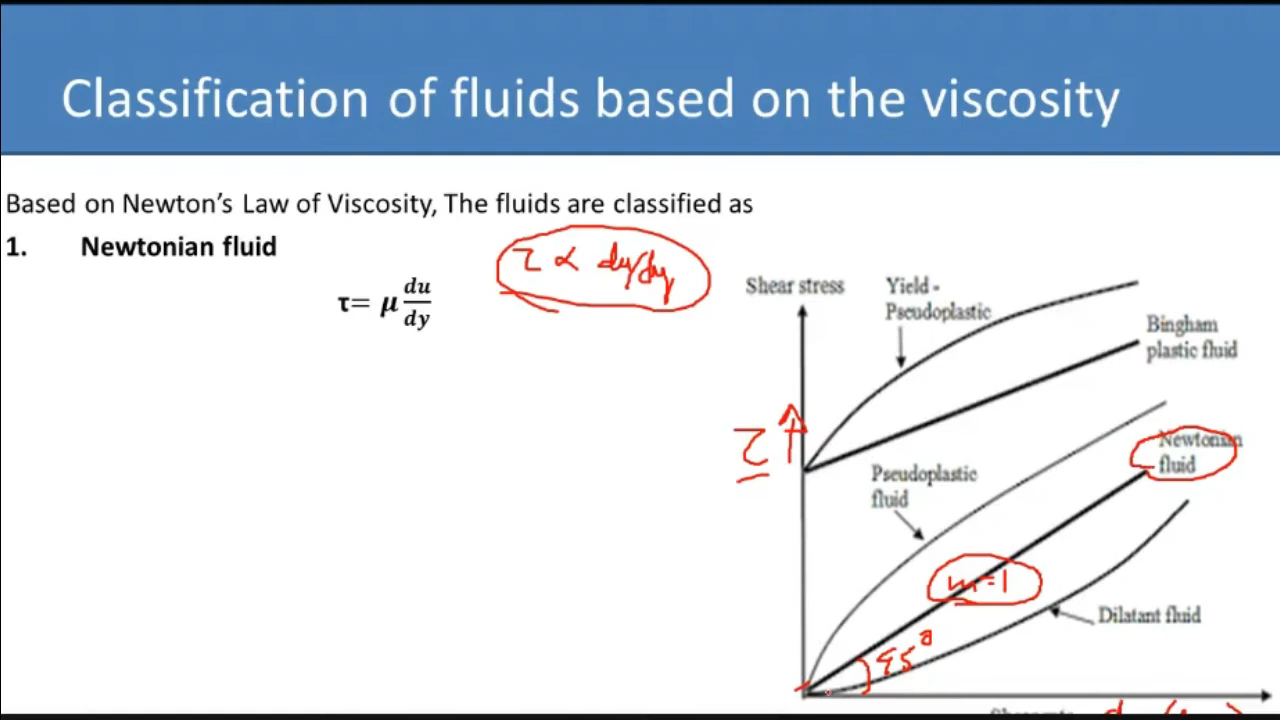 Classification of fluids based on the viscosity
Based on Newton's Law of Viscosity, The fluids are classified as
1. Newtonian fluid
τ= μ du/dy
τ ∝ du/dy
Shear stress
Yield -
Pseudoplastic
Bingham
plastic fluid
τ
Newtonian
fluid
Pseudoplastic
fluid
m=1
Dilatant fluid
45°